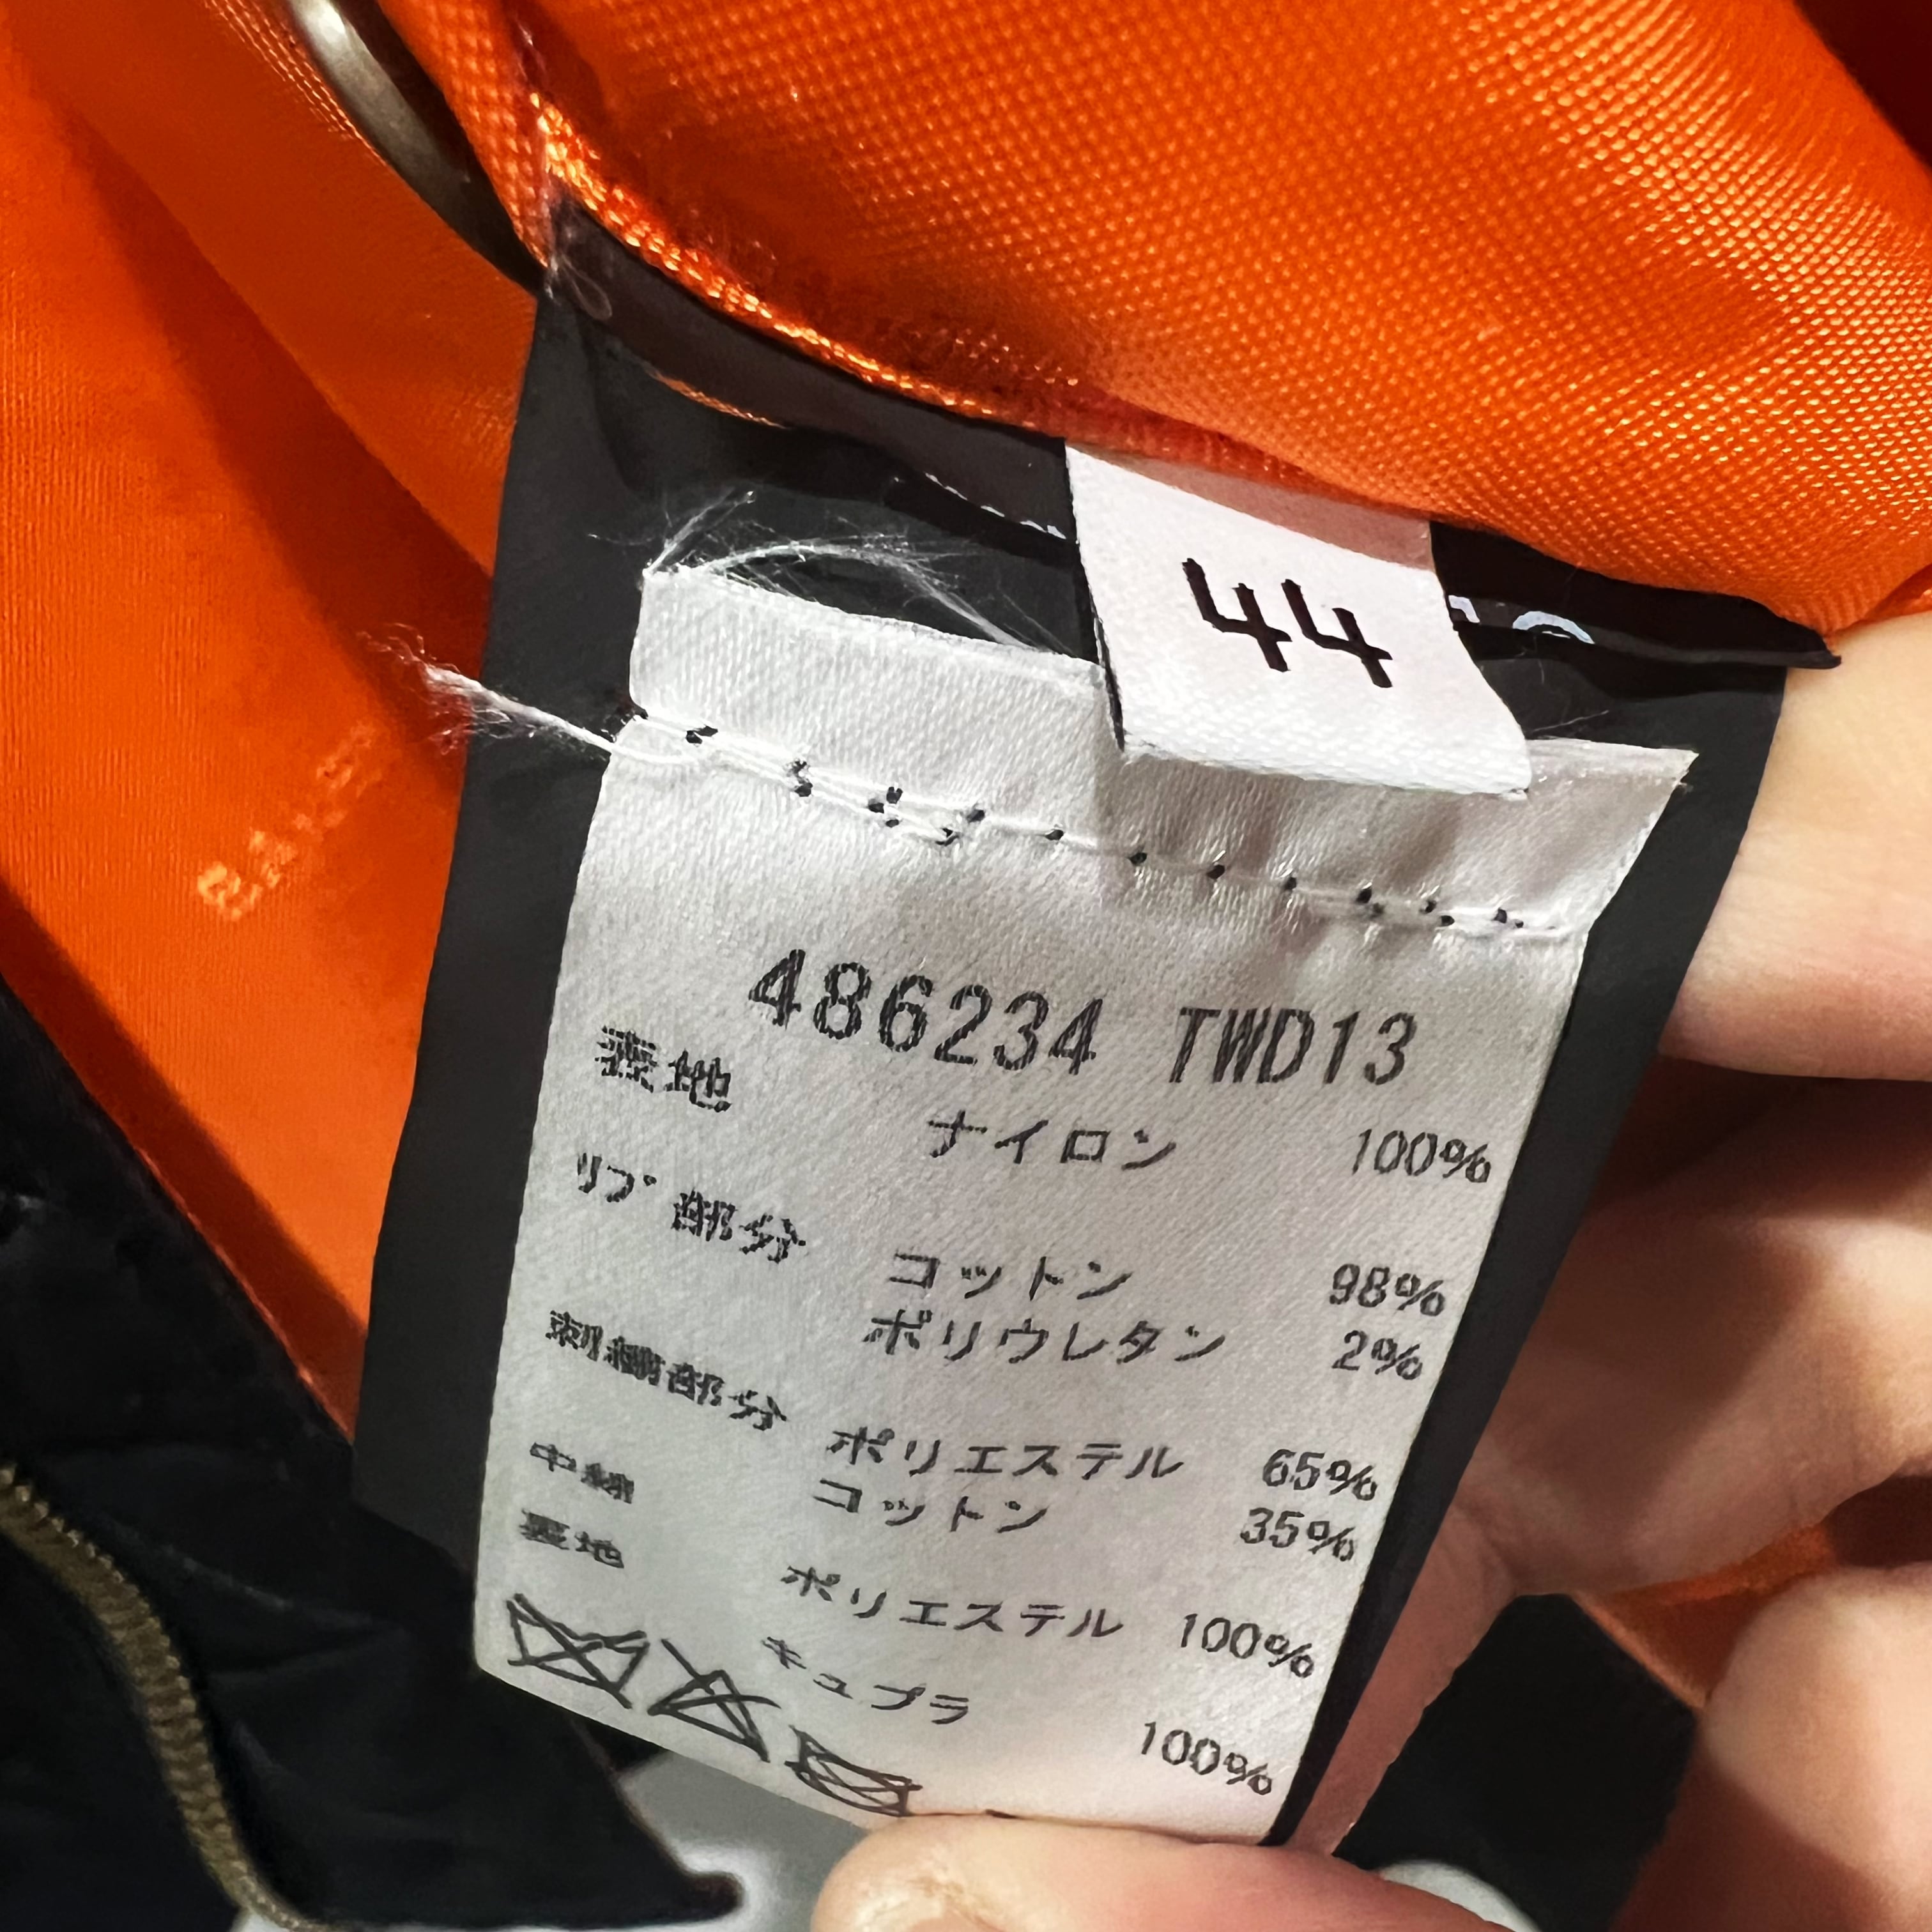 44
486234 TWD13
表地
ナイロン 100%
リブ部分
コットン 98%
ポリウレタン 2%
刺繍部分
ポリエステル 65%
コットン 35%
中綿
ポリエステル 100%
裏地
キュプラ 100%